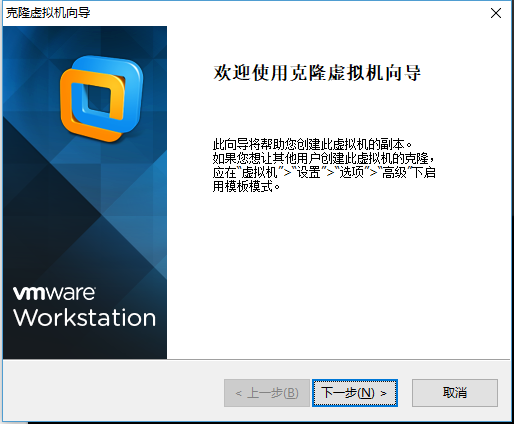 克隆虚拟机向导
欢迎使用克隆虚拟机向导
此向导将帮助您创建此虚拟机的副本。
如果您想让其他用户创建此虚拟机的克隆，
应在"虚拟机">"设置">"选项">"高级"下启
用模板模式。
vmware
Workstation
< 上一步(B)
下一步(N) >
取消